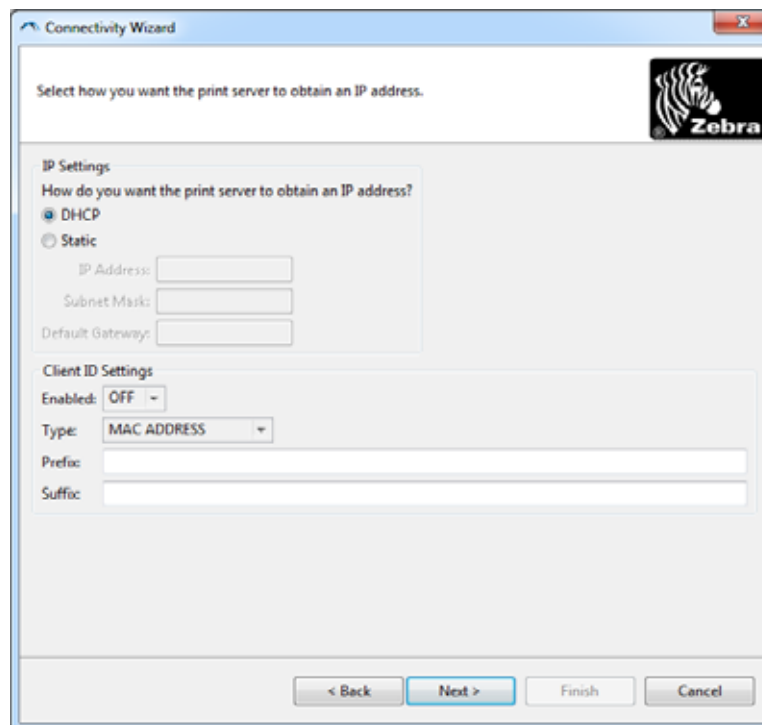 Connectivity Wizard
Select how you want the print server to obtain an IP address.
® Zebra
IP Settings
How do you want the print server to obtain an IP address?
DHCP
Static
IP Address:
Subnet Mask:
Default Gateway:
Client ID Settings
Enabled: OFF
Type: MAC ADDRESS
Prefix:
Suffix:
< Back Next > Finish Cancel